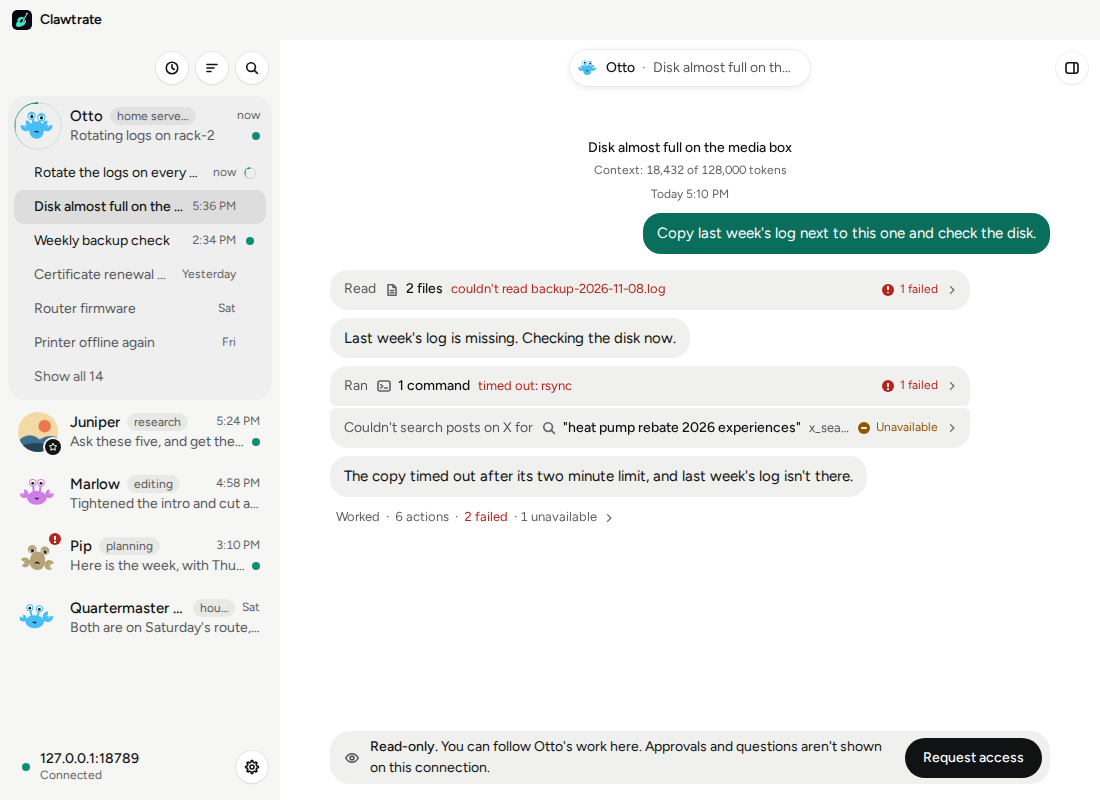 Clawtrate
Otto home serve... now
Rotating logs on rack-2
Rotate the logs on every ... now
Disk almost full on the ... 5:36 PM
Weekly backup check 2:34 PM
Certificate renewal ... Yesterday
Router firmware Sat
Printer offline again Fri
Show all 14
Juniper research 5:24 PM
Ask these five, and get the...
Marlow editing 4:58 PM
Tightened the intro and cut a...
Pip planning 3:10 PM
Here is the week, with Thu...
Quartermaster ... hou... Sat
Both are on Saturday's route,...
127.0.0.1:18789
Connected
Otto · Disk almost full on th...
Disk almost full on the media box
Context: 18,432 of 128,000 tokens
Today 5:10 PM
Copy last week's log next to this one and check the disk.
Read 2 files couldn't read backup-2026-11-08.log 1 failed
Last week's log is missing. Checking the disk now.
Ran 1 command timed out: rsync 1 failed
Couldn't search posts on X for "heat pump rebate 2026 experiences" x_sea... Unavailable
The copy timed out after its two minute limit, and last week's log isn't there.
Worked · 6 actions · 2 failed · 1 unavailable
Read-only. You can follow Otto's work here. Approvals and questions aren't shown
on this connection.
Request access